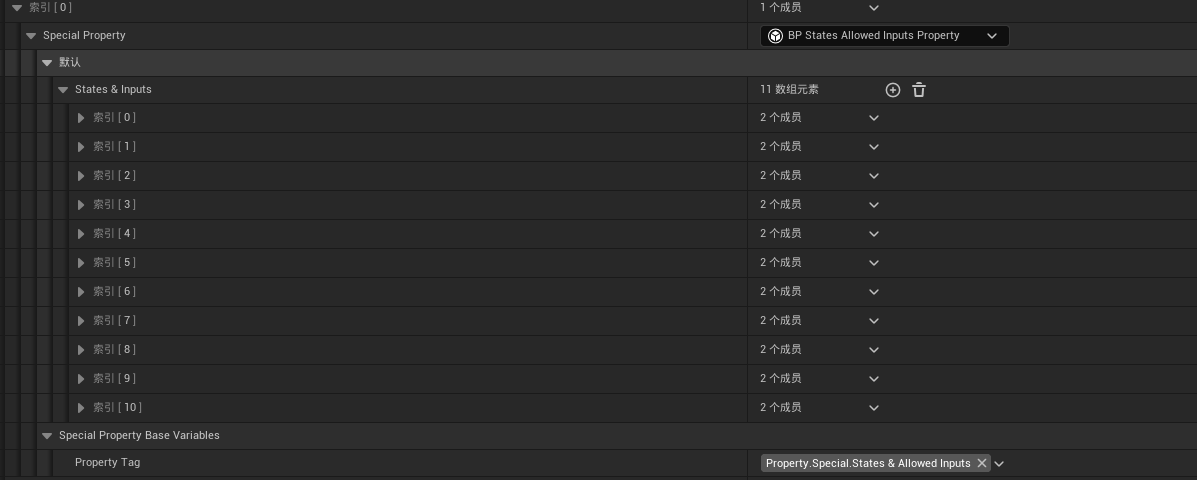 索引 [ 0 ] 1 个成员
Special Property BP States Allowed Inputs Property
默认
States & Inputs 11 数组元素
索引 [ 0 ] 2 个成员
索引 [ 1 ] 2 个成员
索引 [ 2 ] 2 个成员
索引 [ 3 ] 2 个成员
索引 [ 4 ] 2 个成员
索引 [ 5 ] 2 个成员
索引 [ 6 ] 2 个成员
索引 [ 7 ] 2 个成员
索引 [ 8 ] 2 个成员
索引 [ 9 ] 2 个成员
索引 [ 10 ] 2 个成员
Special Property Base Variables
Property Tag Property.Special.States & Allowed Inputs